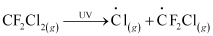 CF₂Cl₂(g) —UV→ Ċl(g) + ĊF₂Cl(g)